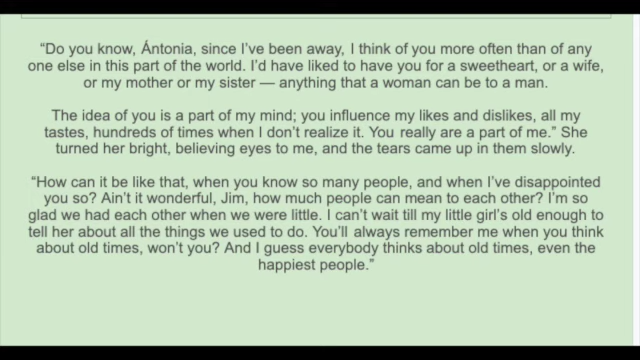 “Do you know, Ántonia, since I’ve been away, I think of you more often than of any
one else in this part of the world. I’d have liked to have you for a sweetheart, or a wife,
or my mother or my sister — anything that a woman can be to a man.
The idea of you is a part of my mind; you influence my likes and dislikes, all my
tastes, hundreds of times when I don’t realize it. You really are a part of me.” She
turned her bright, believing eyes to me, and the tears came up in them slowly.
“How can it be like that, when you know so many people, and when I’ve disappointed
you so? Ain’t it wonderful, Jim, how much people can mean to each other? I’m so
glad we had each other when we were little. I can’t wait till my little girl’s old enough to
tell her about all the things we used to do. You’ll always remember me when you think
about old times, won’t you? And I guess everybody thinks about old times, even the
happiest people.”